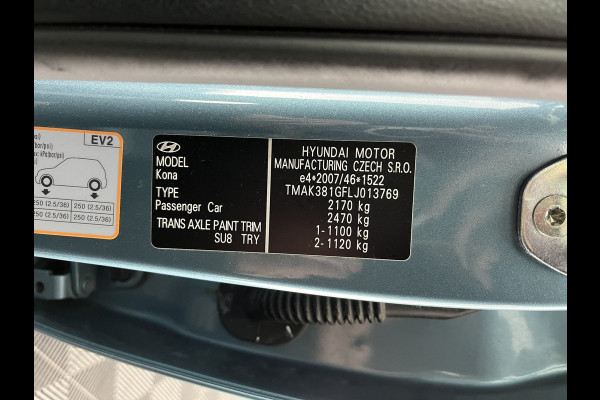 EV2
250 (2.5/36) 250 (2.5/36)
250 (2.5/36) 250 (2.5/36)
MODEL
Kona
TYPE
Passenger Car
TRANS AXLE PAINT TRIM
SU8 TRY
HYUNDAI MOTOR
MANUFACTURING CZECH S.R.O.
e4*2007/46*1522
TMAK381GFLJ013769
2170 kg
2470 kg
1- 1100 kg
2- 1120 kg